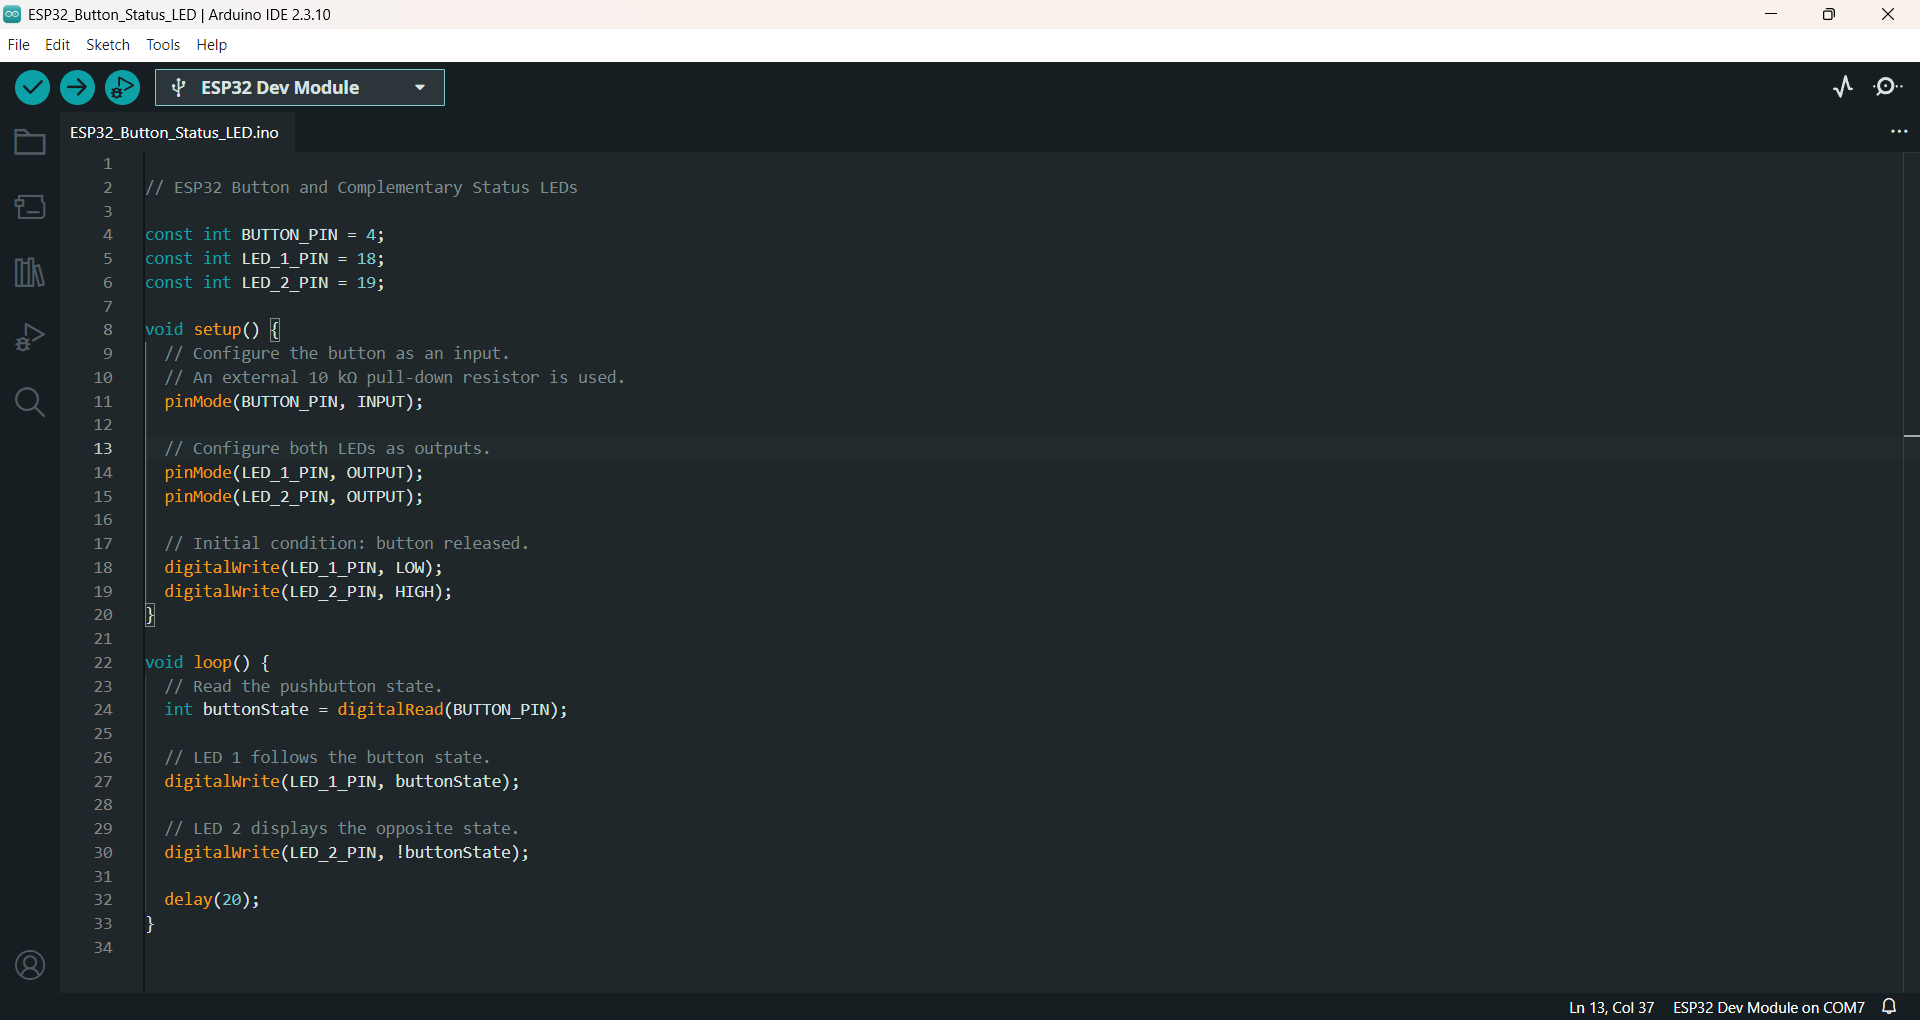 ESP32_Button_Status_LED | Arduino IDE 2.3.10
File Edit Sketch Tools Help
ESP32 Dev Module
ESP32_Button_Status_LED.ino
1
2 // ESP32 Button and Complementary Status LEDs
3
4 const int BUTTON_PIN = 4;
5 const int LED_1_PIN = 18;
6 const int LED_2_PIN = 19;
7
8 void setup() {
9 // Configure the button as an input.
10 // An external 10 kΩ pull-down resistor is used.
11 pinMode(BUTTON_PIN, INPUT);
12
13 // Configure both LEDs as outputs.
14 pinMode(LED_1_PIN, OUTPUT);
15 pinMode(LED_2_PIN, OUTPUT);
16
17 // Initial condition: button released.
18 digitalWrite(LED_1_PIN, LOW);
19 digitalWrite(LED_2_PIN, HIGH);
20 }
21
22 void loop() {
23 // Read the pushbutton state.
24 int buttonState = digitalRead(BUTTON_PIN);
25
26 // LED 1 follows the button state.
27 digitalWrite(LED_1_PIN, buttonState);
28
29 // LED 2 displays the opposite state.
30 digitalWrite(LED_2_PIN, !buttonState);
31
32 delay(20);
33 }
34
Ln 13, Col 37 ESP32 Dev Module on COM7